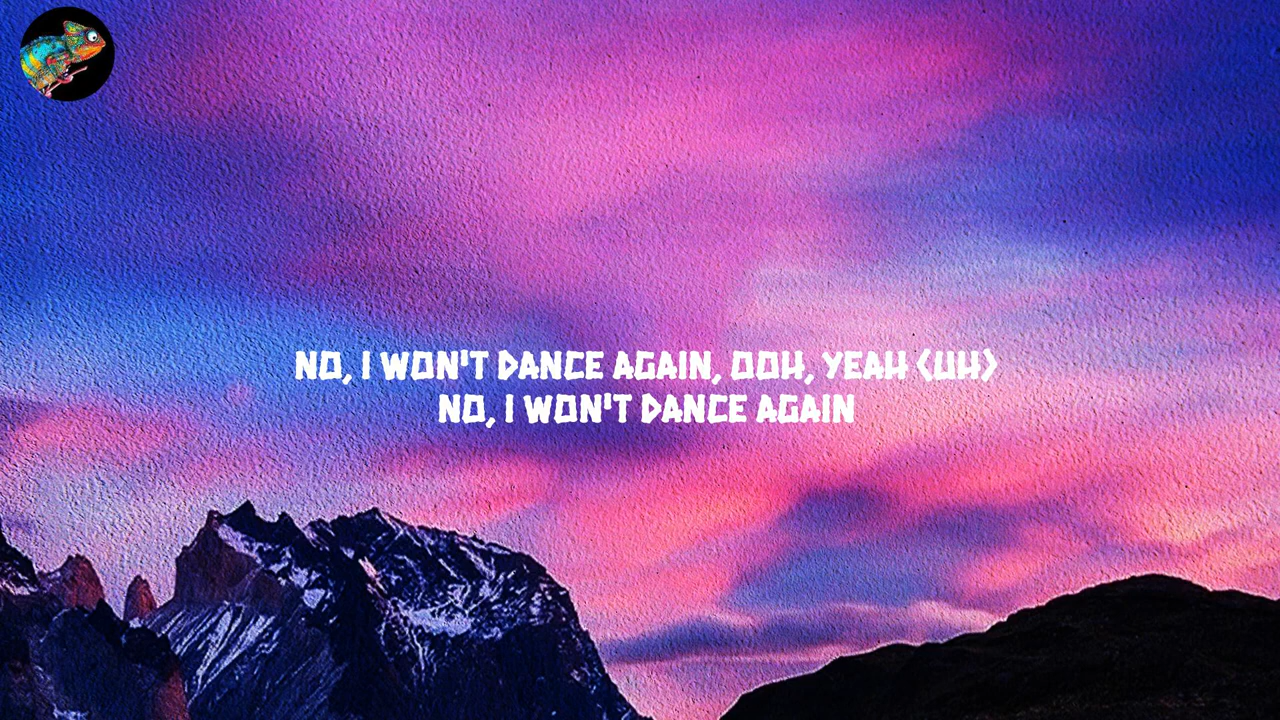 NO, I WON'T DANCE AGAIN, OOH, YEAH (UH)
NO, I WON'T DANCE AGAIN